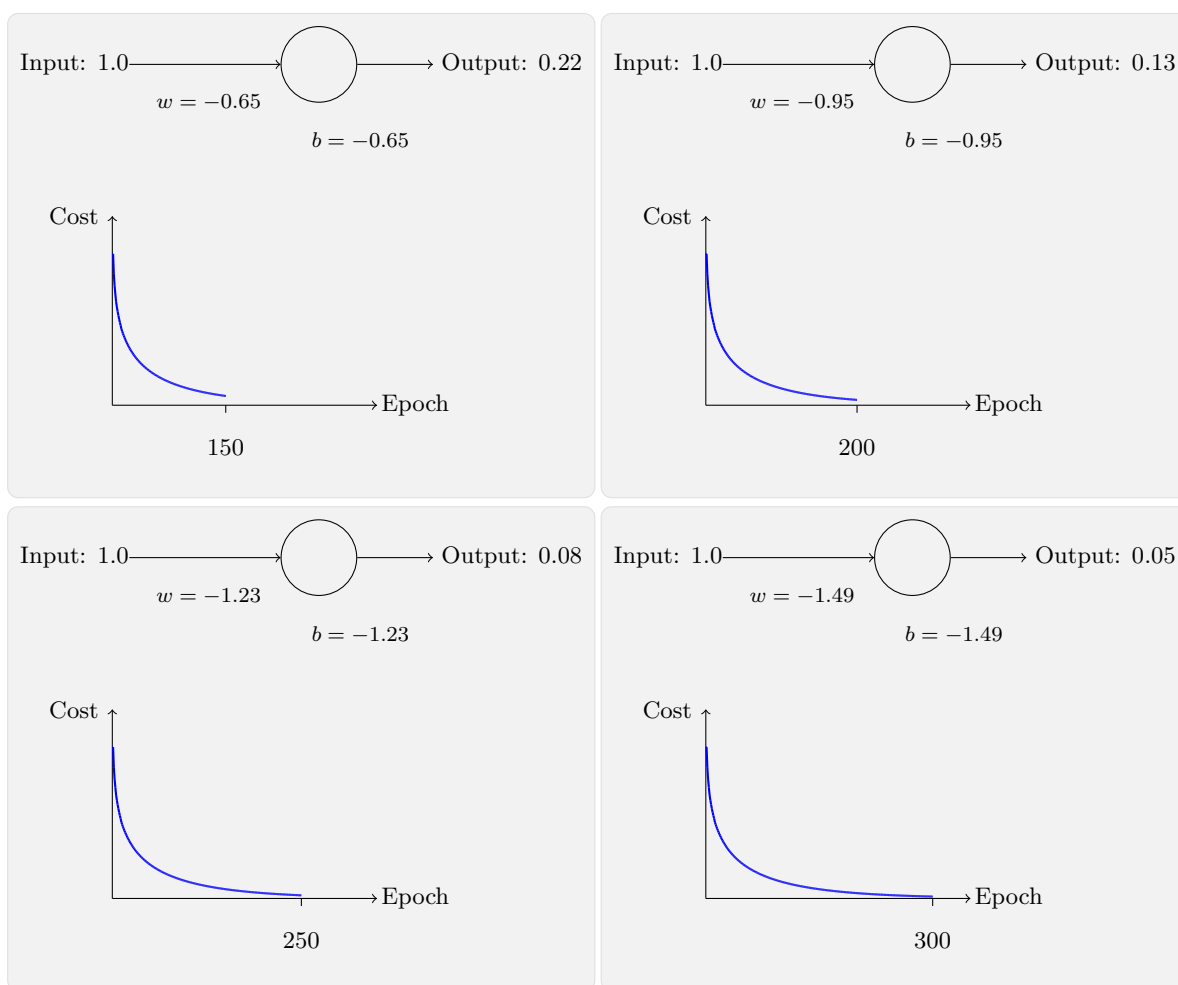 Input: 1.0 Output: 0.22
w = −0.65
b = −0.65
Cost
Epoch
150
Input: 1.0 Output: 0.13
w = −0.95
b = −0.95
Cost
Epoch
200
Input: 1.0 Output: 0.08
w = −1.23
b = −1.23
Cost
Epoch
250
Input: 1.0 Output: 0.05
w = −1.49
b = −1.49
Cost
Epoch
300